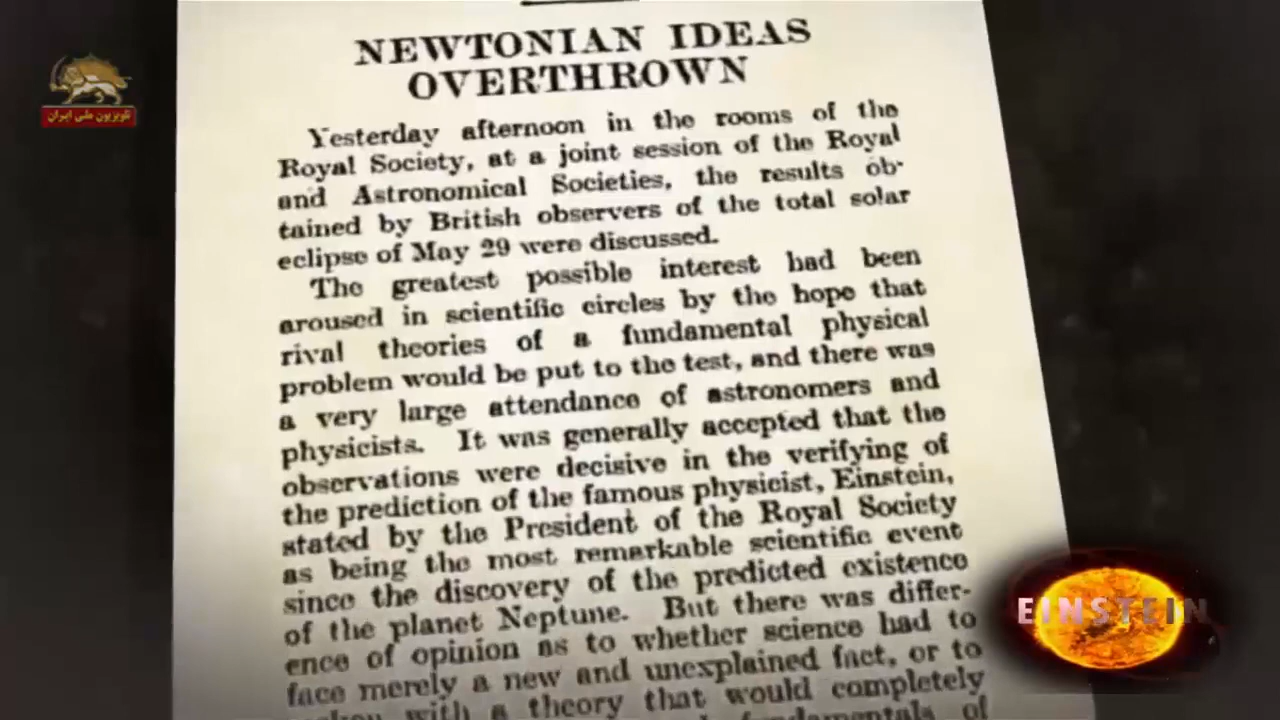 تلویزیون ملی ایران
NEWTONIAN IDEAS
OVERTHROWN
Yesterday afternoon in the rooms of the
Royal Society, at a joint session of the Royal
and Astronomical Societies, the results ob-
tained by British observers of the total solar
eclipse of May 29 were discussed.
The greatest possible interest had been
aroused in scientific circles by the hope that
rival theories of a fundamental physical
problem would be put to the test, and there was
a very large attendance of astronomers and
physicists. It was generally accepted that the
observations were decisive in the verifying of
the prediction of the famous physicist, Einstein,
stated by the President of the Royal Society
as being the most remarkable scientific event
since the discovery of the predicted existence
of the planet Neptune. But there was differ-
ence of opinion as to whether science had to
face merely a new and unexplained fact, or to
with a theory that would completely
fundamentals of
EINSTEIN